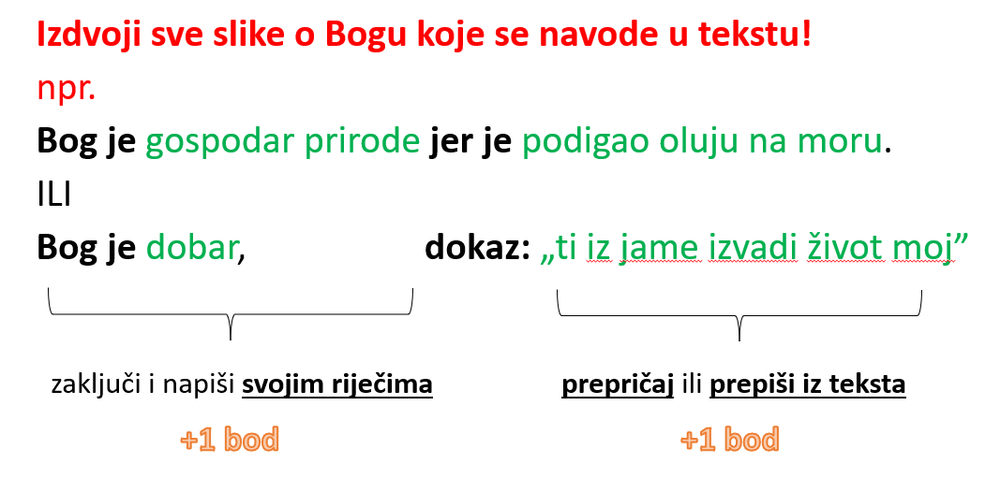 Izdvoji sve slike o Bogu koje se navode u tekstu!
npr.
Bog je gospodar prirode jer je podigao oluju na moru.
ILI
Bog je dobar, dokaz: „ti iz jame izvadi život moj”
zaključi i napiši svojim riječima prepričaj ili prepiši iz teksta
+1 bod +1 bod